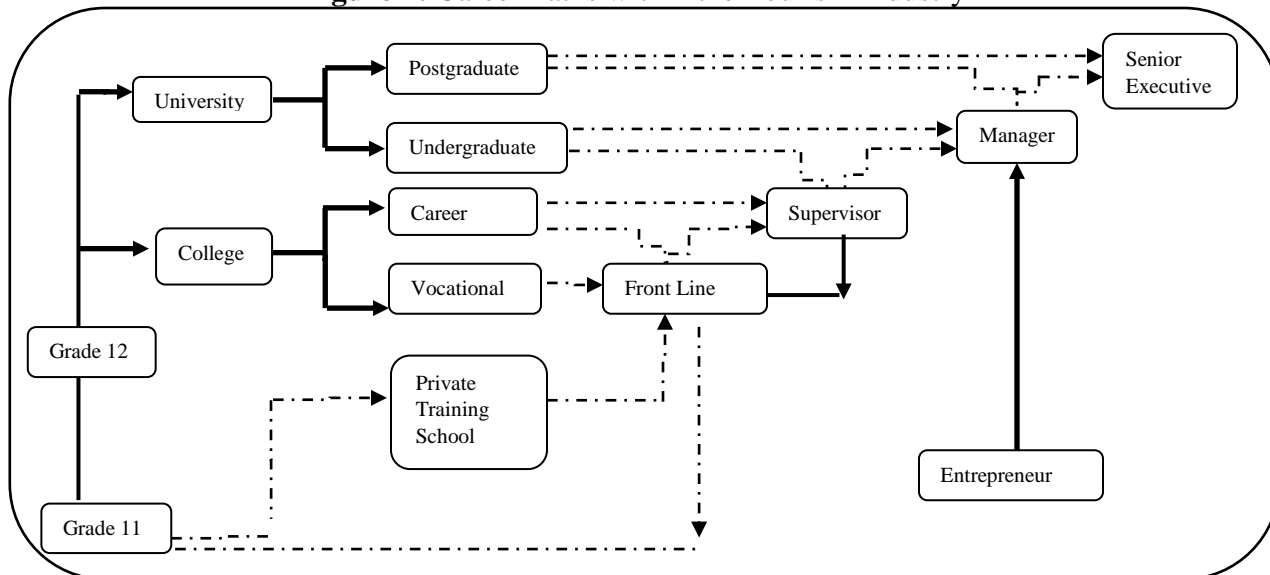 Postgraduate
Senior
Executive
University
Undergraduate
Manager
Career
Supervisor
College
Vocational
Front Line
Grade 12
Private
Training
School
Entrepreneur
Grade 11